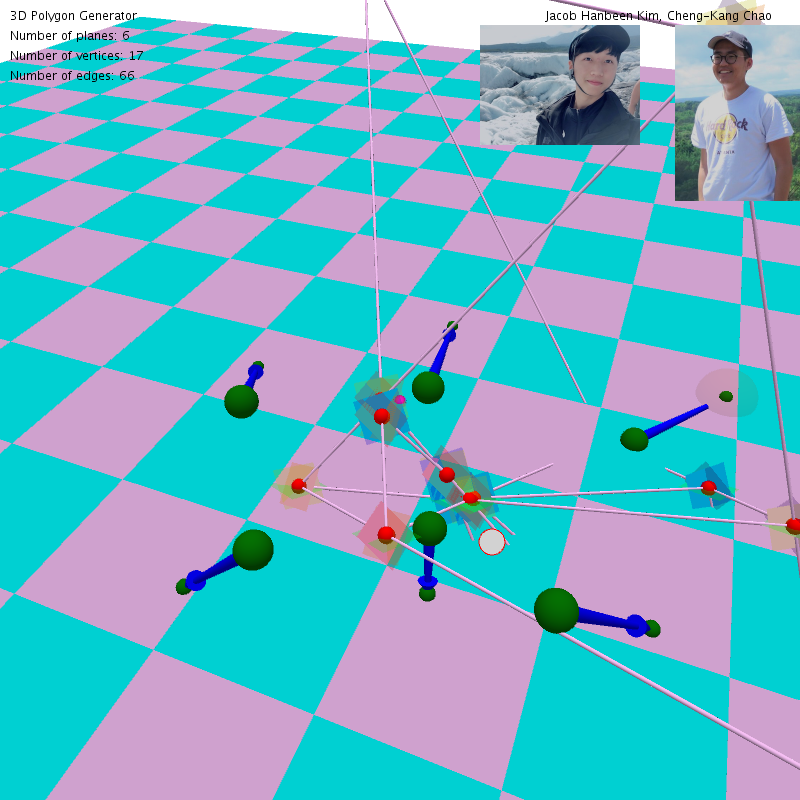 3D Polygon Generator
Jacob Hanbeen Kim, Cheng-Kang Chao
Number of planes: 6
Number of vertices: 17
Number of edges: 66